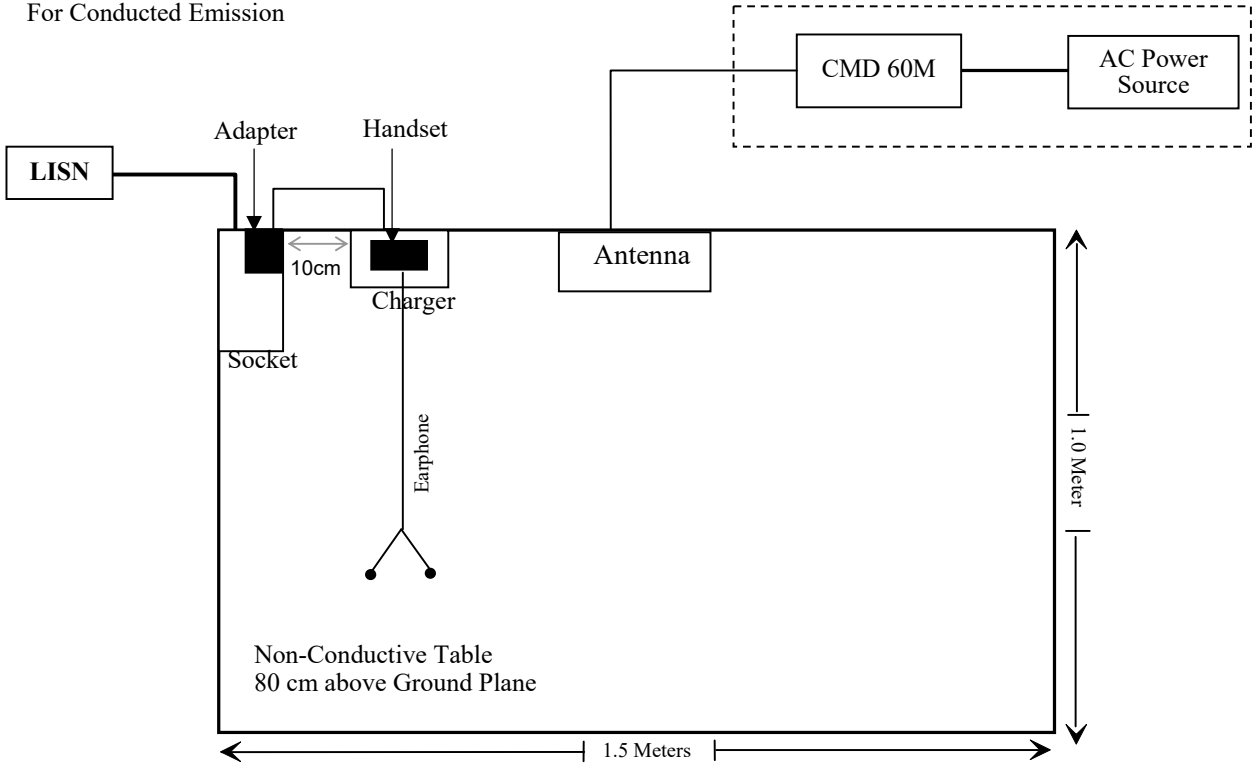 For Conducted Emission
CMD 60M
AC Power
Source
Adapter
Handset
LISN
Antenna
10cm
Charger
Socket
Earphone
1.0 Meter
Non-Conductive Table
80 cm above Ground Plane
1.5 Meters